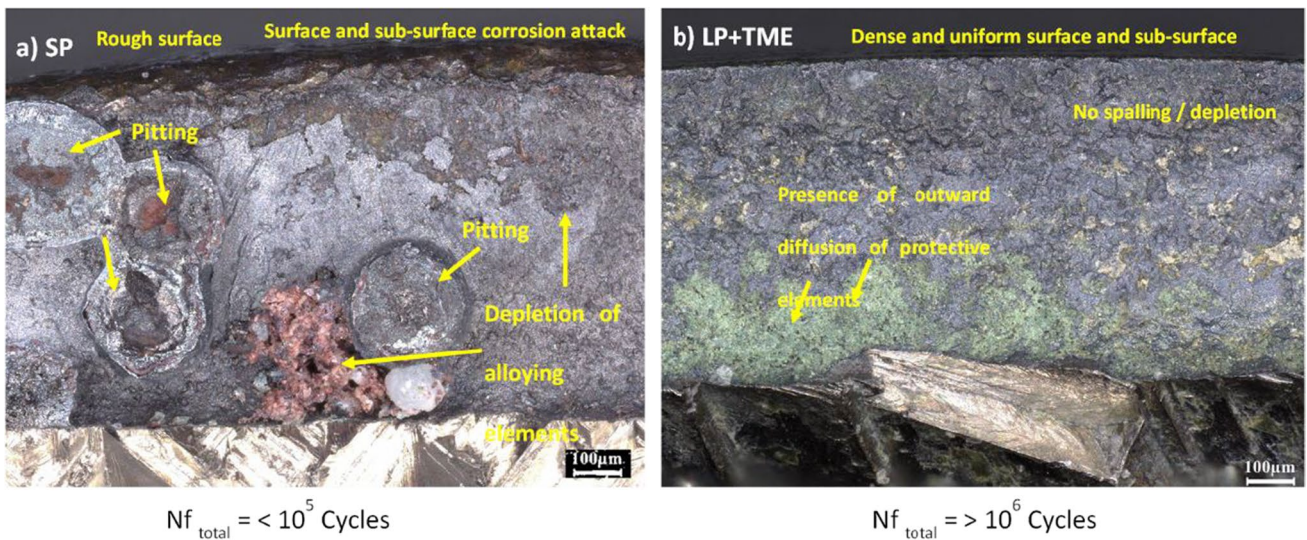 a) SP
Rough surface
Surface and sub-surface corrosion attack
Pitting
Pitting
Depletion of
alloying
elements
100μm
Nf total = < 10^5 Cycles
b) LP+TME
Dense and uniform surface and sub-surface
No spalling / depletion
Presence of outward
diffusion of protective
elements
100μm
Nf total = > 10^6 Cycles